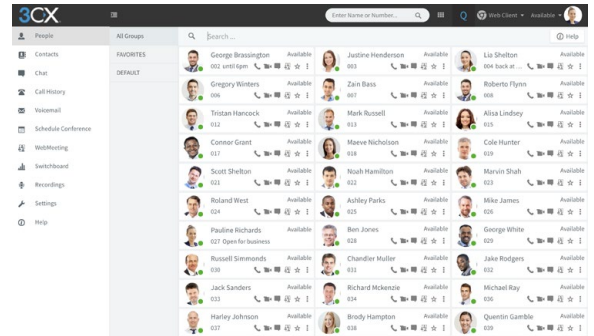 3CX
Enter Name or Number...
Web Client
Available
People
Contacts
Chat
Call History
Voicemail
Schedule Conference
WebMeeting
Switchboard
Recordings
Settings
Help
All Groups
FAVORITES
DEFAULT
Search ...
Help
George Brassington Available
002 until 6pm
Justine Henderson Available
003
Lia Shelton Available
004 back at ...
Gregory Winters Available
006
Zain Bass Available
007
Roberto Flynn Available
008
Tristan Hancock Available
012
Mark Russell Available
013
Alisa Lindsey Available
015
Connor Grant Available
017
Maeve Nicholson Available
018
Cole Hunter Available
019
Scott Shelton Available
021
Noah Hamilton Available
022
Marvin Shah Available
023
Roland West Available
024
Ashley Parks Available
025
Mike James Available
026
Pauline Richards Available
027 Open for business
Ben Jones Available
028
George White Available
029
Russell Simmonds Available
030
Chandler Muller Available
031
Jake Rodgers Available
032
Jack Sanders Available
033
Richard Mckenzie Available
034
Michael Ray Available
036
Harley Johnson Available
037
Brody Hampton Available
038
Quentin Gamble Available
039